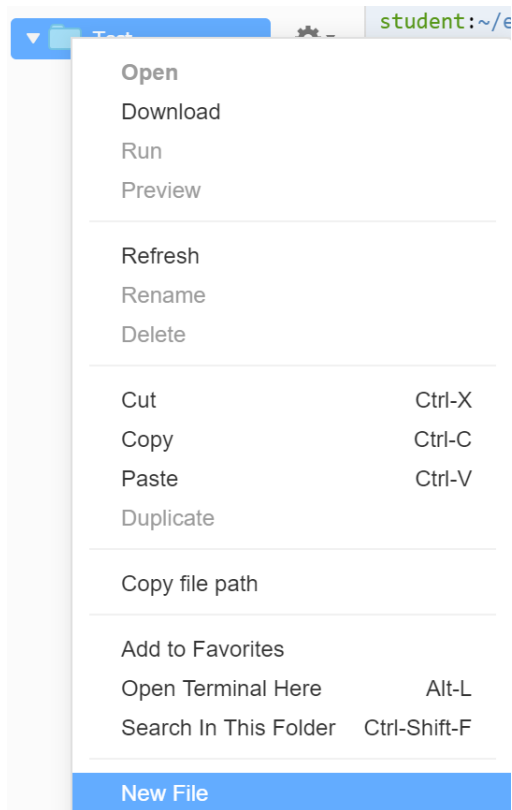 student:~/e
Open
Download
Run
Preview
Refresh
Rename
Delete
Cut Ctrl-X
Copy Ctrl-C
Paste Ctrl-V
Duplicate
Copy file path
Add to Favorites
Open Terminal Here Alt-L
Search In This Folder Ctrl-Shift-F
New File